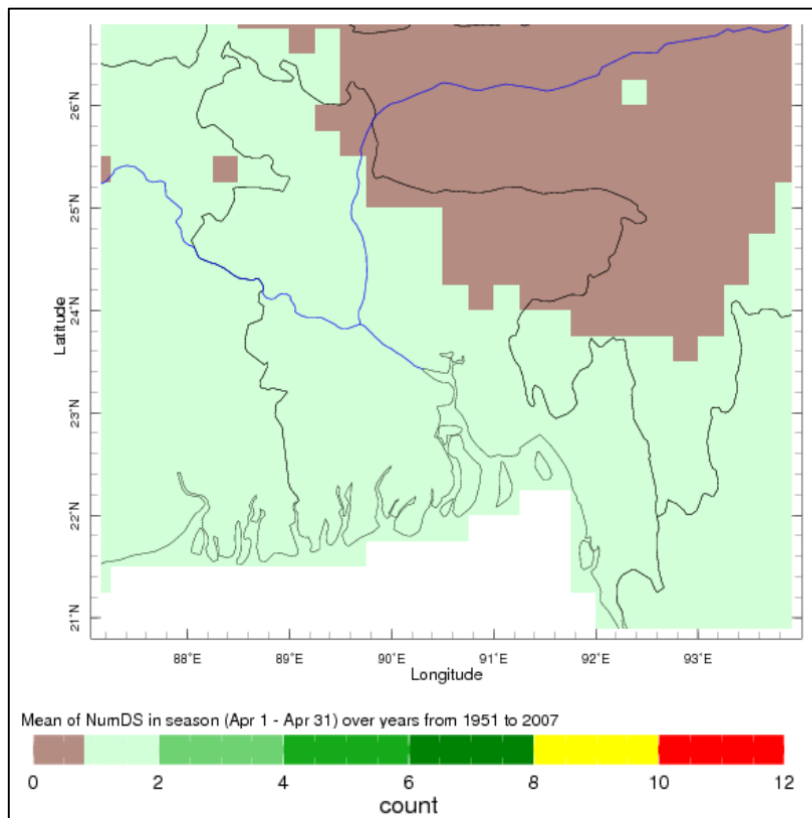 26°N
25°N
24°N
23°N
22°N
21°N
Latitude
88°E 89°E 90°E 91°E 92°E 93°E
Longitude
Mean of NumDS in season (Apr 1 - Apr 31) over years from 1951 to 2007
0 2 4 6 8 10 12
count